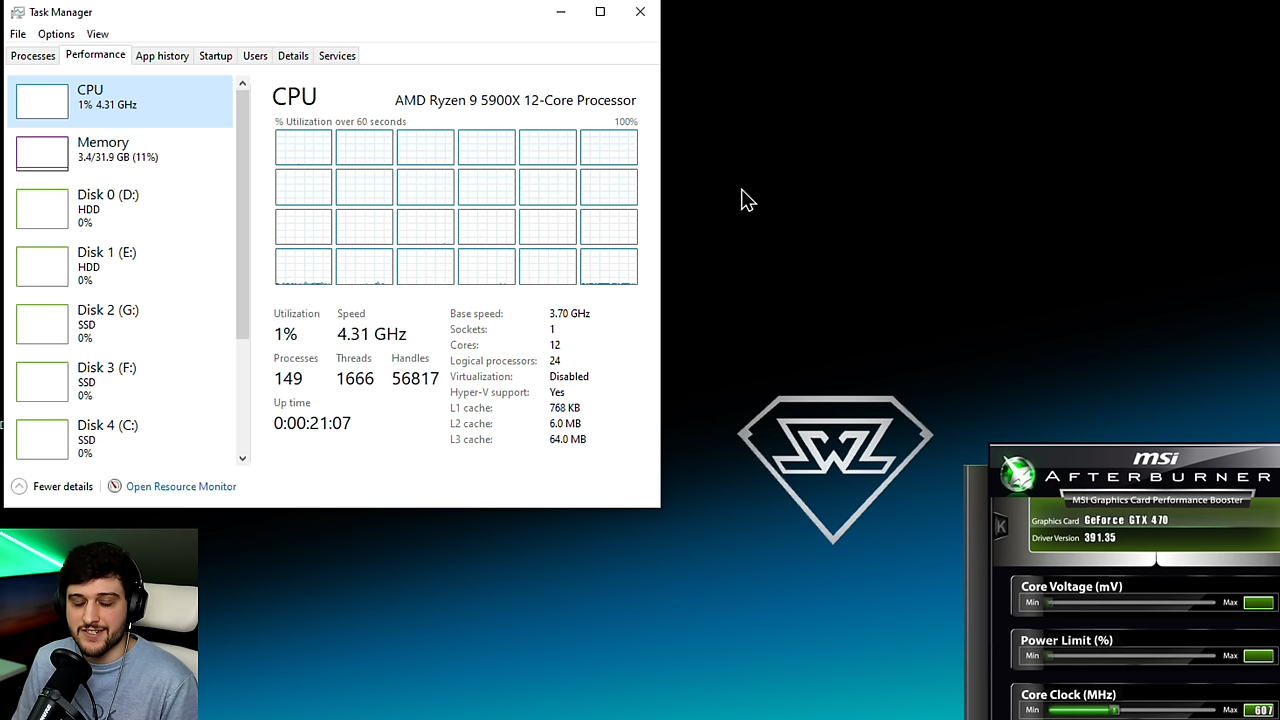 Task Manager
File Options View
Processes Performance App history Startup Users Details Services
CPU
1% 4.31 GHz
Memory
3.4/31.9 GB (11%)
Disk 0 (D:)
HDD
0%
Disk 1 (E:)
HDD
0%
Disk 2 (G:)
SSD
0%
Disk 3 (F:)
SSD
0%
Disk 4 (C:)
SSD
0%
CPU AMD Ryzen 9 5900X 12-Core Processor
% Utilization over 60 seconds 100%
Utilization Speed
1% 4.31 GHz
Processes Threads Handles
149 1666 56817
Up time
0:00:21:07
Base speed: 3.70 GHz
Sockets: 1
Cores: 12
Logical processors: 24
Virtualization: Disabled
Hyper-V support: Yes
L1 cache: 768 KB
L2 cache: 6.0 MB
L3 cache: 64.0 MB
Fewer details Open Resource Monitor
SWZ
msi
AFTERBURNER
MSI Graphics Card Performance Booster
K
Graphics Card GeForce GTX 470
Driver Version 391.35
Core Voltage (mV)
Min Max
Power Limit (%)
Min Max
Core Clock (MHz)
Min Max 607